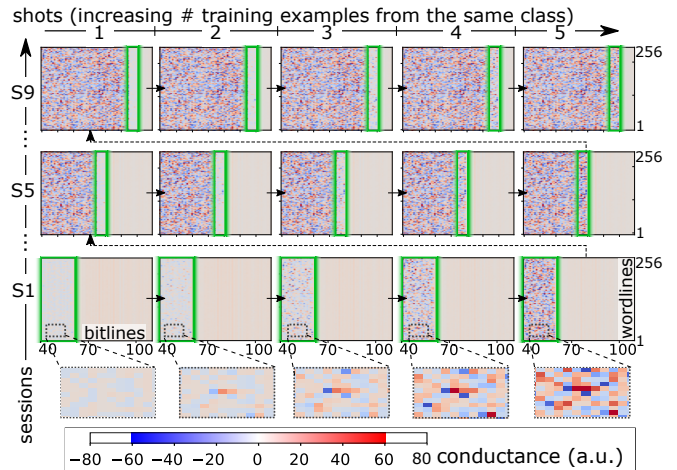 shots (increasing # training examples from the same class)
1 2 3 4 5
S9
256
1
S5
256
1
S1
256
wordlines
1
bitlines
40 70 100 40 70 100 40 70 100 40 70 100 40 70 100
sessions
−80 −60 −40 −20 0 20 40 60 80
conductance (a.u.)